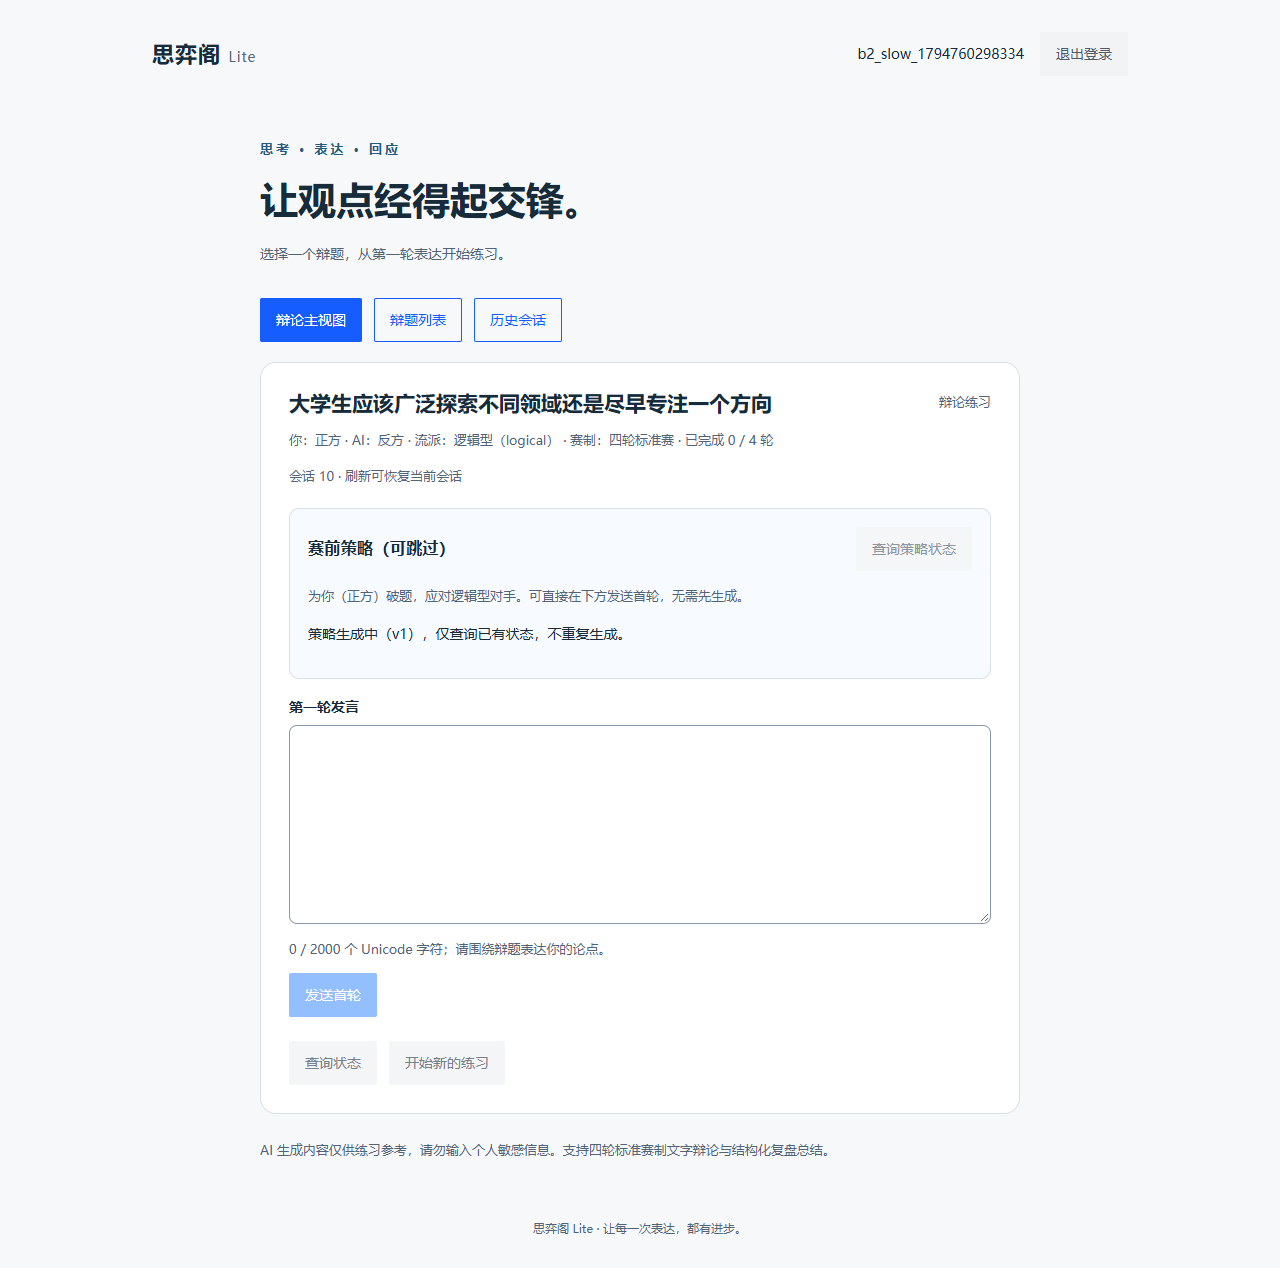 思弈阁 Lite
b2_slow_1794760298334
退出登录
思考 • 表达 • 回应
让观点经得起交锋。
选择一个辩题，从第一轮表达开始练习。
辩论主视图
辩题列表
历史会话
大学生应该广泛探索不同领域还是尽早专注一个方向
辩论练习
你：正方 · AI：反方 · 流派：逻辑型（logical） · 赛制：四轮标准赛 · 已完成 0 / 4 轮
会话 10 · 刷新可恢复当前会话
赛前策略（可跳过）
查询策略状态
为你（正方）破题，应对逻辑型对手。可直接在下方发送首轮，无需先生成。
策略生成中（v1），仅查询已有状态，不重复生成。
第一轮发言
0 / 2000 个 Unicode 字符；请围绕辩题表达你的论点。
发送首轮
查询状态
开始新的练习
AI 生成内容仅供练习参考，请勿输入个人敏感信息。支持四轮标准赛制文字辩论与结构化复盘总结。
思弈阁 Lite · 让每一次表达，都有进步。